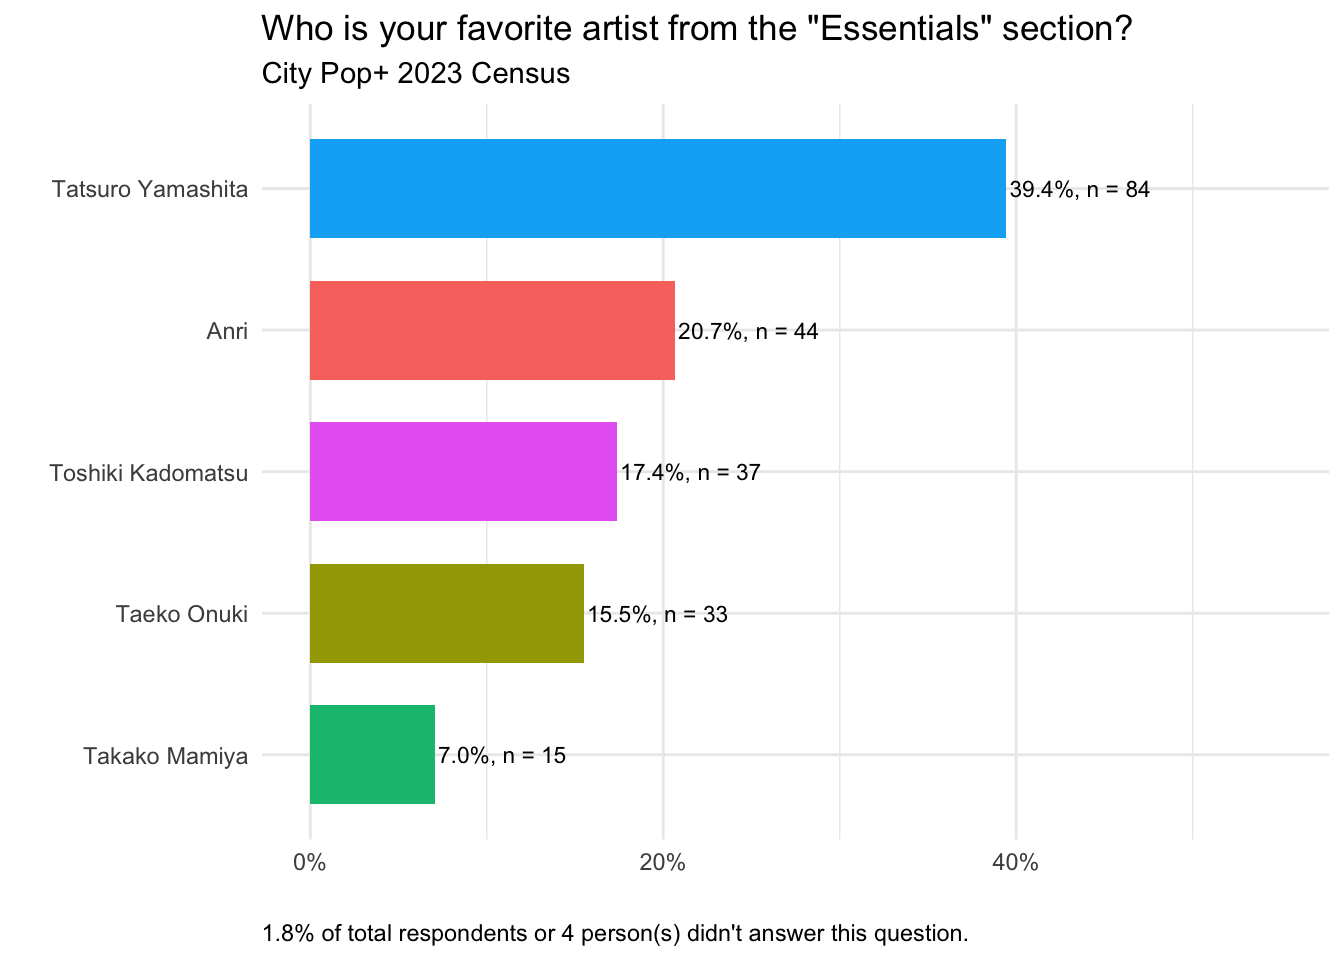 Who is your favorite artist from the "Essentials" section?
City Pop+ 2023 Census
Tatsuro Yamashita
39.4%, n = 84
Anri
20.7%, n = 44
Toshiki Kadomatsu
17.4%, n = 37
Taeko Onuki
15.5%, n = 33
Takako Mamiya
7.0%, n = 15
0%
20%
40%
1.8% of total respondents or 4 person(s) didn't answer this question.